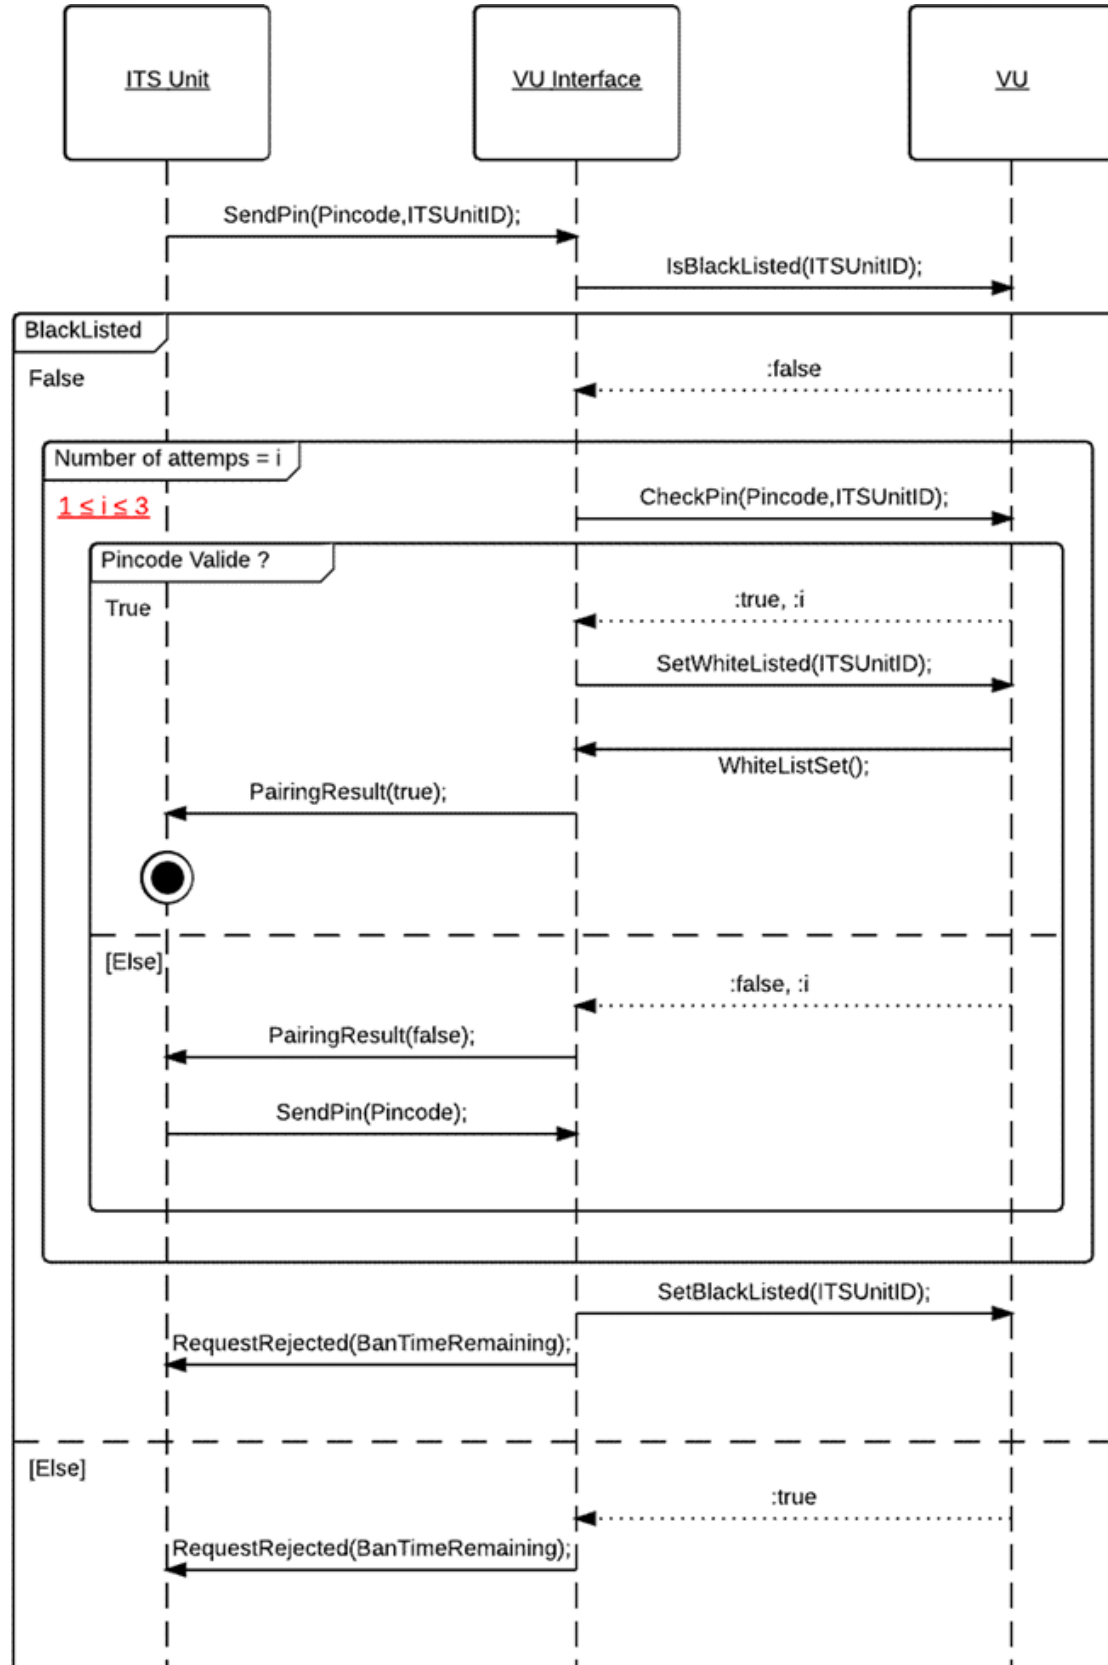 ITS Unit
VU Interface
VU
SendPin(Pincode,ITSUnitID);
IsBlackListed(ITSUnitID);
BlackListed
False
:false
Number of attemps = i
1 ≤ i ≤ 3
CheckPin(Pincode,ITSUnitID);
Pincode Valide ?
True
:true, :i
SetWhiteListed(ITSUnitID);
WhiteListSet();
PairingResult(true);
[Else]
:false, :i
PairingResult(false);
SendPin(Pincode);
SetBlackListed(ITSUnitID);
RequestRejected(BanTimeRemaining);
[Else]
:true
RequestRejected(BanTimeRemaining);